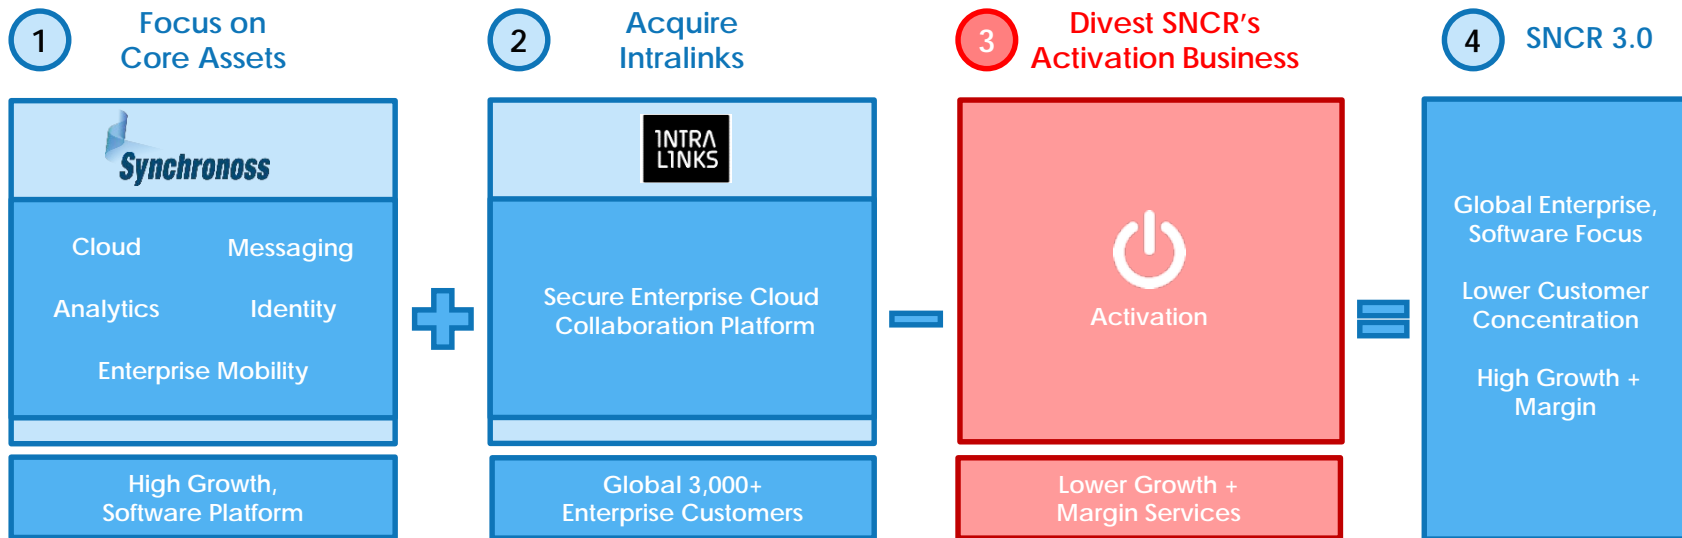 1
Focus on
Core Assets
Synchronoss
Cloud
Messaging
Analytics
Identity
Enterprise Mobility
High Growth,
Software Platform
2
Acquire
Intralinks
INTRA
LINKS
Secure Enterprise Cloud
Collaboration Platform
Global 3,000+
Enterprise Customers
3
Divest SNCR's
Activation Business
Activation
Lower Growth +
Margin Services
4
SNCR 3.0
Global Enterprise,
Software Focus
Lower Customer
Concentration
High Growth +
Margin